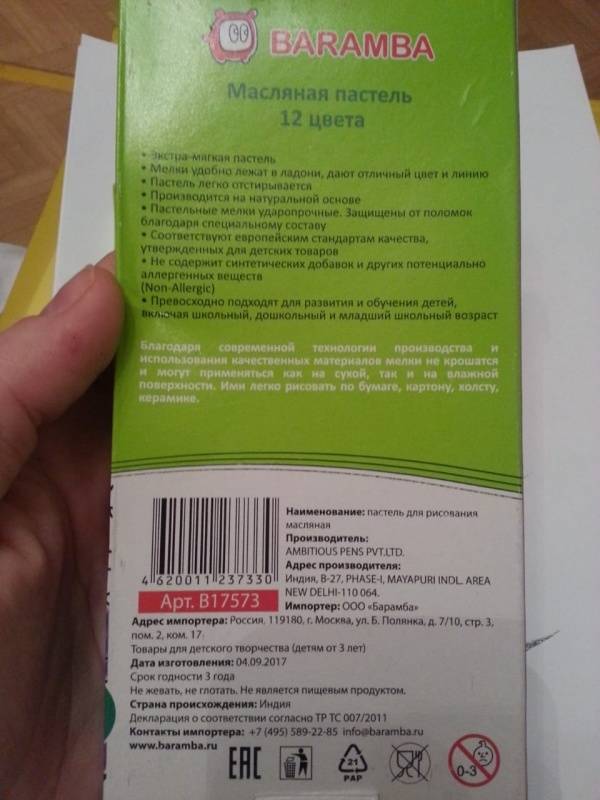 BARAMBA
Масляная пастель
12 цвета
• Экстра-мягкая пастель
• Мелки удобно лежат в ладони, дают отличный цвет и линию
• Пастель легко отстирывается
• Производится на натуральной основе
• Пастельные мелки ударопрочные. Защищены от поломок
благодаря специальному составу
• Соответствуют европейским стандартам качества,
утвержденных для детских товаров
• Не содержит синтетических добавок и других потенциально
аллергенных веществ
(Non-Allergic)
• Превосходно подходят для развития и обучения детей,
включая школьный, дошкольный и младший школьный возраст
Благодаря современной технологии производства и
использования качественных материалов мелки не крошатся
и могут применяться как на сухой, так и на влажной
поверхности. Ими легко рисовать по бумаге, картону, холсту,
керамике.
4 620011 237330
Арт. B17573
Наименование: пастель для рисования
масляная
Производитель:
AMBITIOUS PENS PVT.LTD.
Адрес производителя:
Индия, B-27, PHASE-I, MAYAPURI INDL. AREA
NEW DELHI-110 064.
Импортер: ООО «Барамба»
Адрес импортера: Россия, 119180, г. Москва, ул. Б. Полянка, д. 7/10, стр. 3,
пом. 2, ком. 17
Товары для детского творчества (детям от 3 лет)
Дата изготовления: 04.09.2017
Срок годности 3 года
Не жевать, не глотать. Не является пищевым продуктом.
Страна происхождения: Индия
Декларация о соответствии согласно ТР ТС 007/2011
Контакты импортера: +7 (495) 589-22-85 info@baramba.ru
www.baramba.ru
EAC
21
PAP
0-3